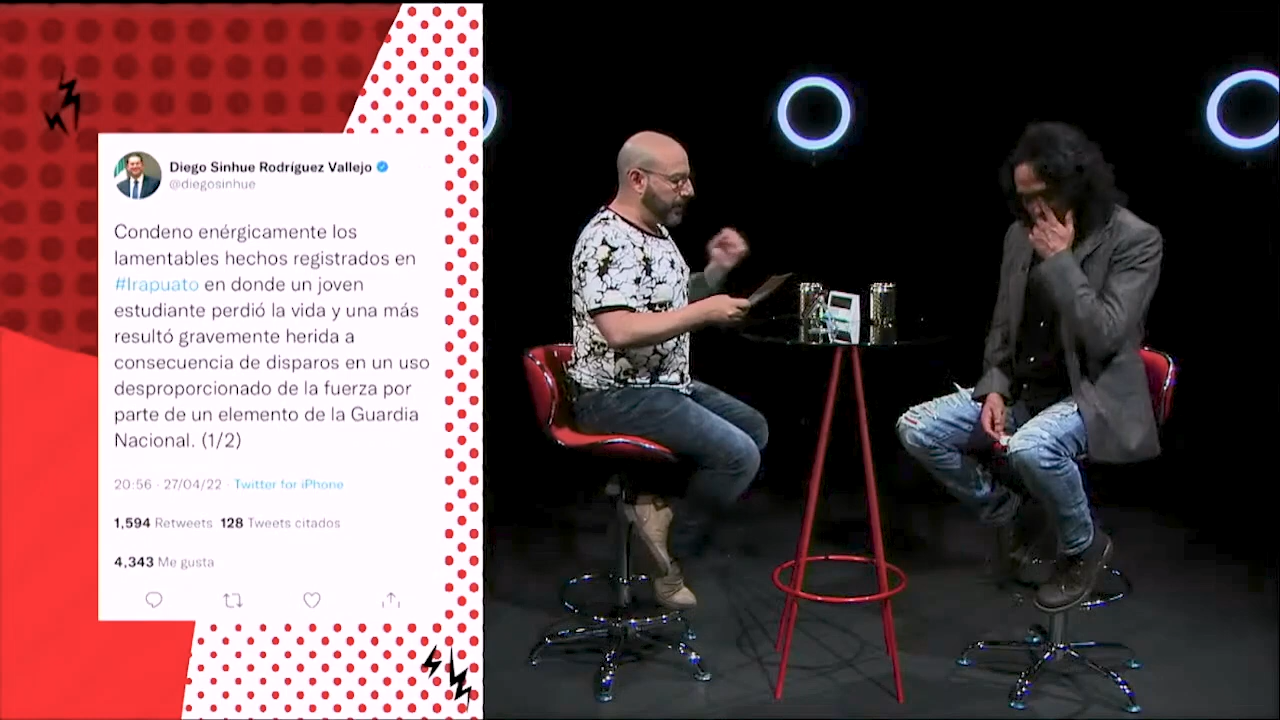 Diego Sinhue Rodríguez Vallejo
@diegosinhue
Condeno enérgicamente los
lamentables hechos registrados en
#Irapuato en donde un joven
estudiante perdió la vida y una más
resultó gravemente herida a
consecuencia de disparos en un uso
desproporcionado de la fuerza por
parte de un elemento de la Guardia
Nacional. (1/2)
20:56 · 27/04/22 · Twitter for iPhone
1,594 Retweets 128 Tweets citados
4,343 Me gusta